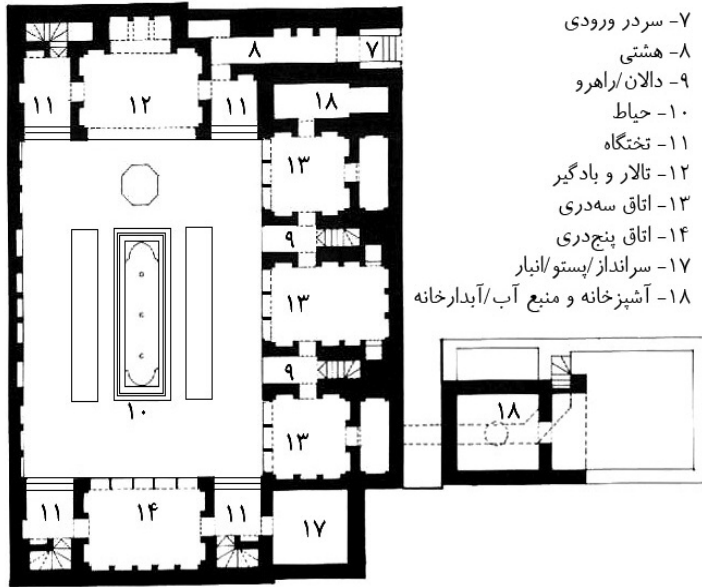 ۷- سردر ورودی
۸- هشتی
۹- دالان/راهرو
۱۰- حیاط
۱۱- تختگاه
۱۲- تالار و بادگیر
۱۳- اتاق سه‌دری
۱۴- اتاق پنج‌دری
۱۷- سرانداز/پستو/انبار
۱۸- آشپزخانه و منبع آب/آبدارخانه
۷
۸
۱۱
۱۲
۱۱
۱۸
۱۳
۹
۱۳
۹
۱۰
۱۳
۱۸
۱۱
۱۴
۱۱
۱۷